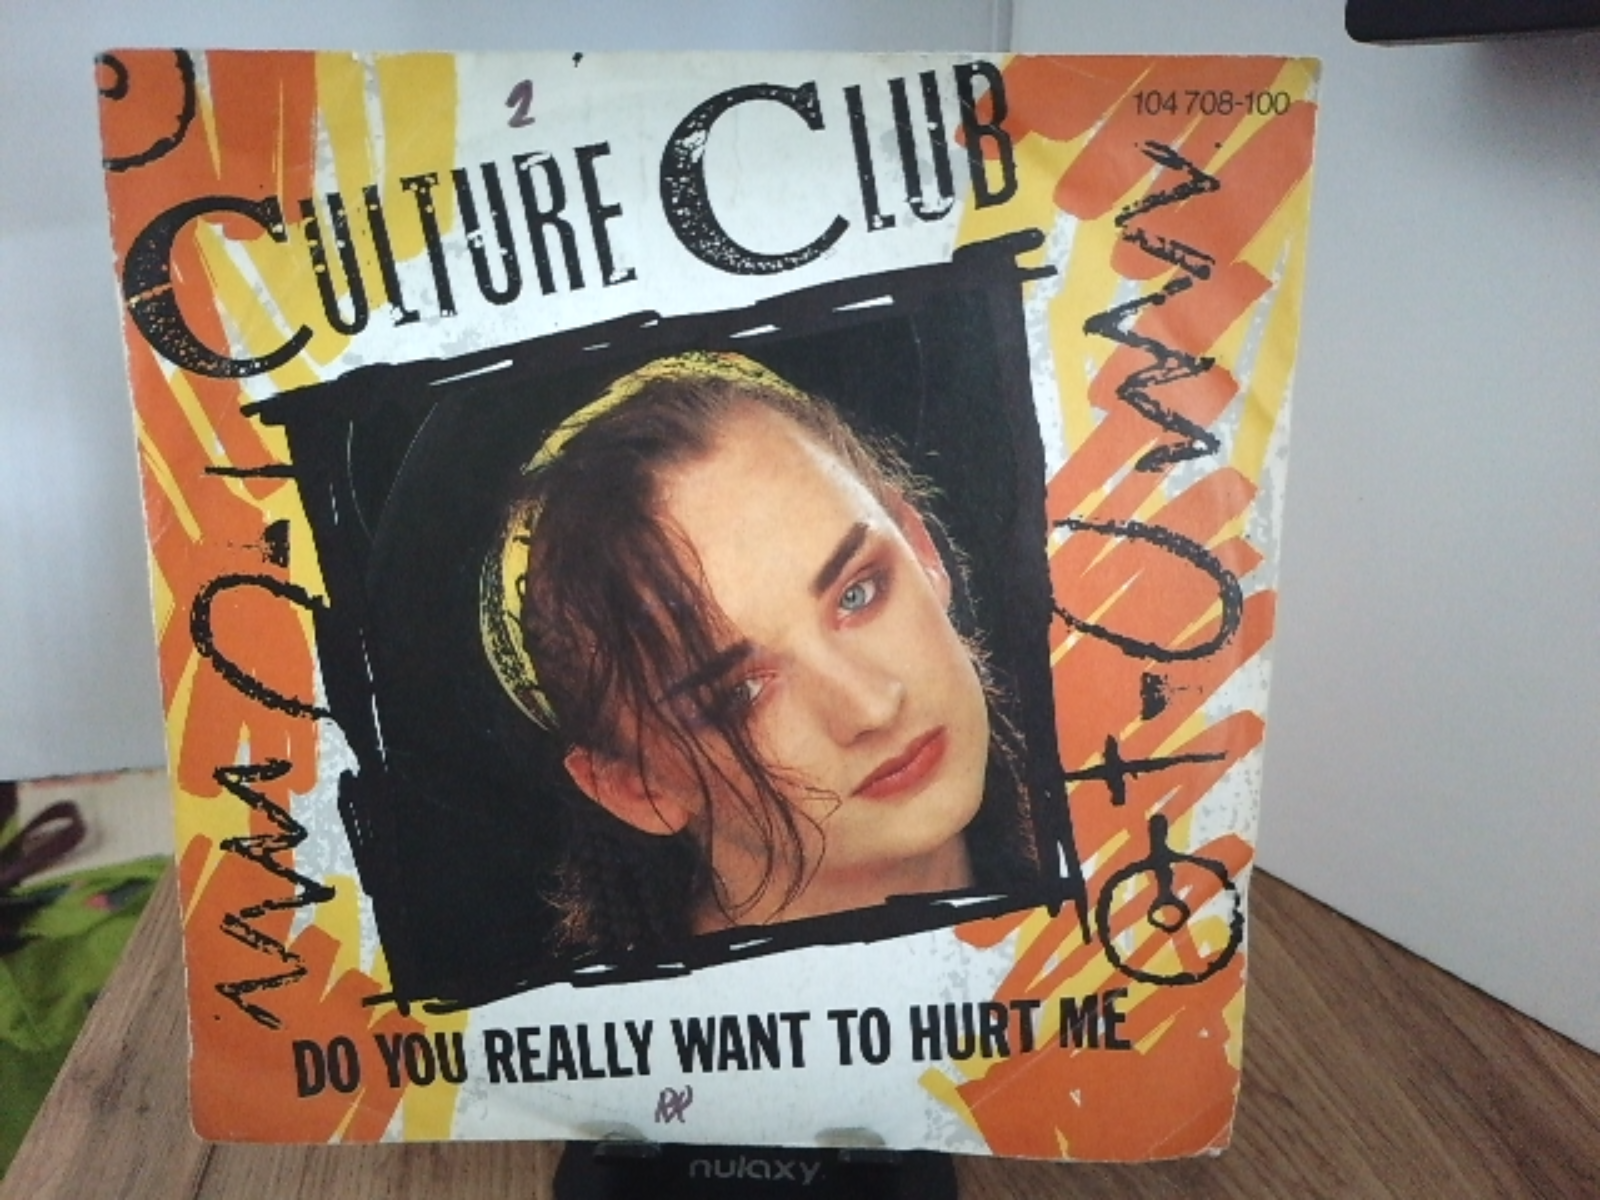 2
104 708-100
CULTURE CLUB
DO YOU REALLY WANT TO HURT ME
nulaxy